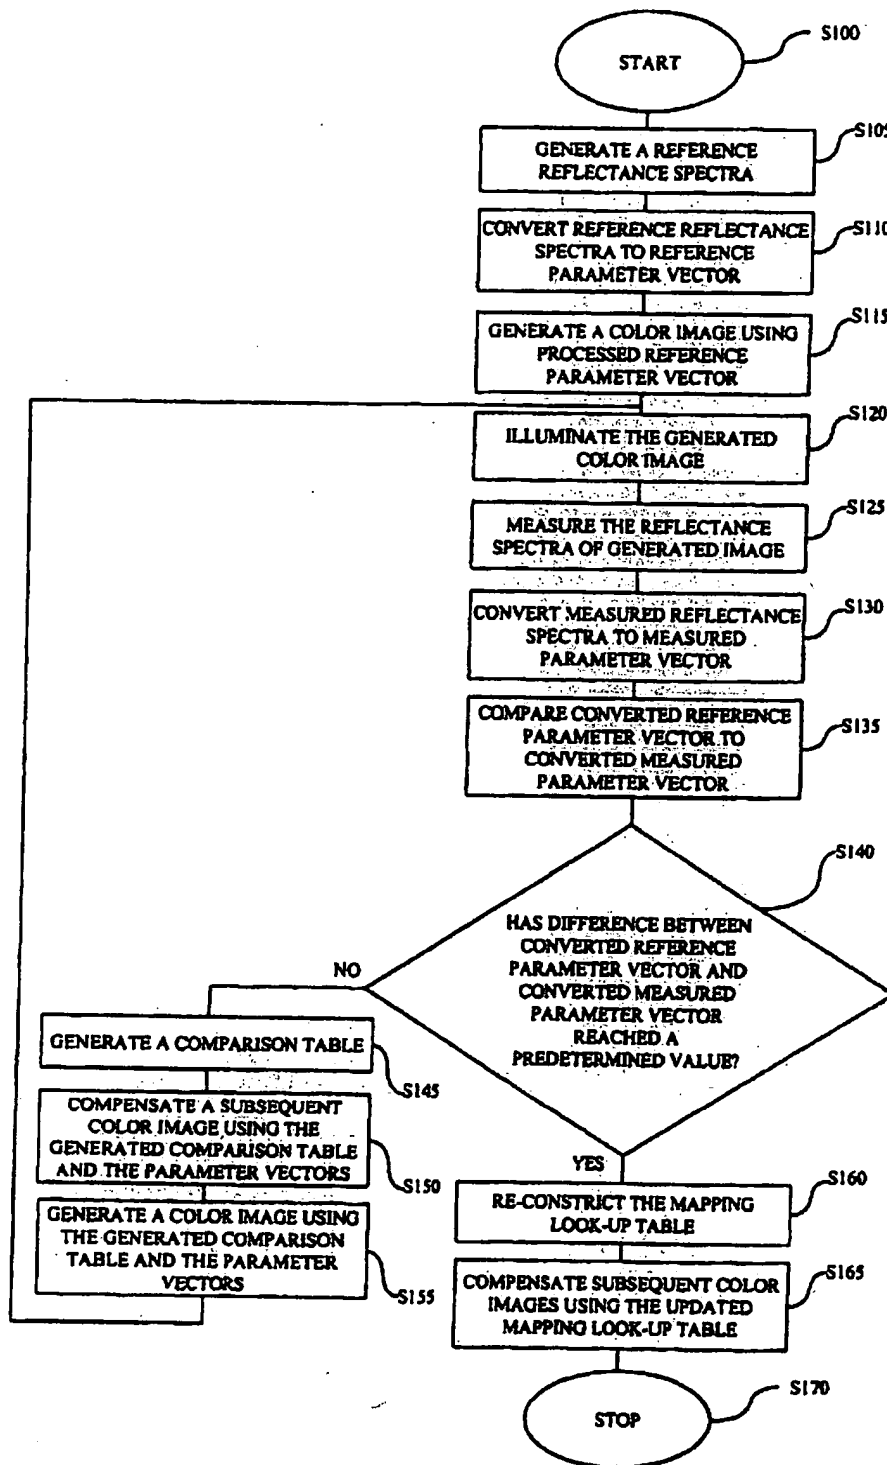 START
S100
GENERATE A REFERENCE
REFLECTANCE SPECTRA
S105
CONVERT REFERENCE REFLECTANCE
SPECTRA TO REFERENCE
PARAMETER VECTOR
S110
GENERATE A COLOR IMAGE USING
PROCESSED REFERENCE
PARAMETER VECTOR
S115
ILLUMINATE THE GENERATED
COLOR IMAGE
S120
MEASURE THE REFLECTANCE
SPECTRA OF GENERATED IMAGE
S125
CONVERT MEASURED REFLECTANCE
SPECTRA TO MEASURED
PARAMETER VECTOR
S130
COMPARE CONVERTED REFERENCE
PARAMETER VECTOR TO
CONVERTED MEASURED
PARAMETER VECTOR
S135
HAS DIFFERENCE BETWEEN
CONVERTED REFERENCE
PARAMETER VECTOR AND
CONVERTED MEASURED
PARAMETER VECTOR
REACHED A
PREDETERMINED VALUE?
S140
NO
GENERATE A COMPARISON TABLE
S145
COMPENSATE A SUBSEQUENT
COLOR IMAGE USING THE
GENERATED COMPARISON TABLE
AND THE PARAMETER VECTORS
S150
GENERATE A COLOR IMAGE USING
THE GENERATED COMPARISON
TABLE AND THE PARAMETER
VECTORS
S155
YES
RE-CONSTRICT THE MAPPING
LOOK-UP TABLE
S160
COMPENSATE SUBSEQUENT COLOR
IMAGES USING THE UPDATED
MAPPING LOOK-UP TABLE
S165
STOP
S170